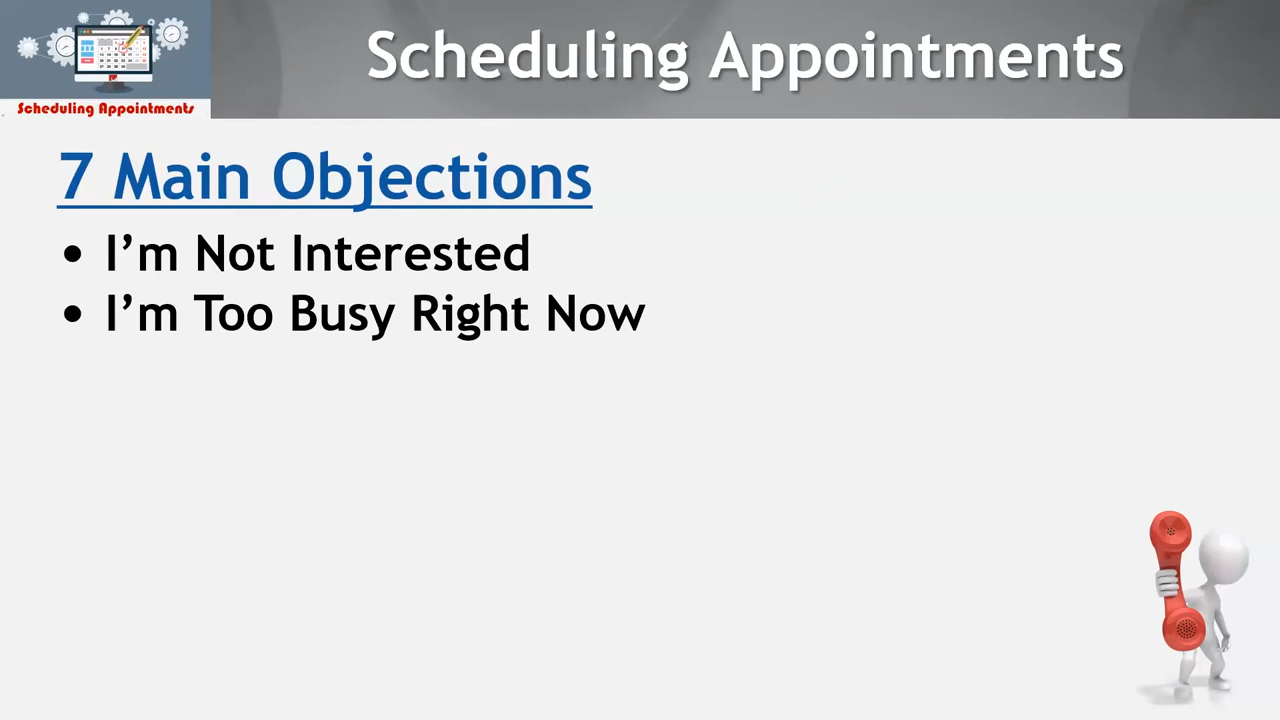 Scheduling Appointments
Scheduling Appointments
7 Main Objections
• I’m Not Interested
• I’m Too Busy Right Now